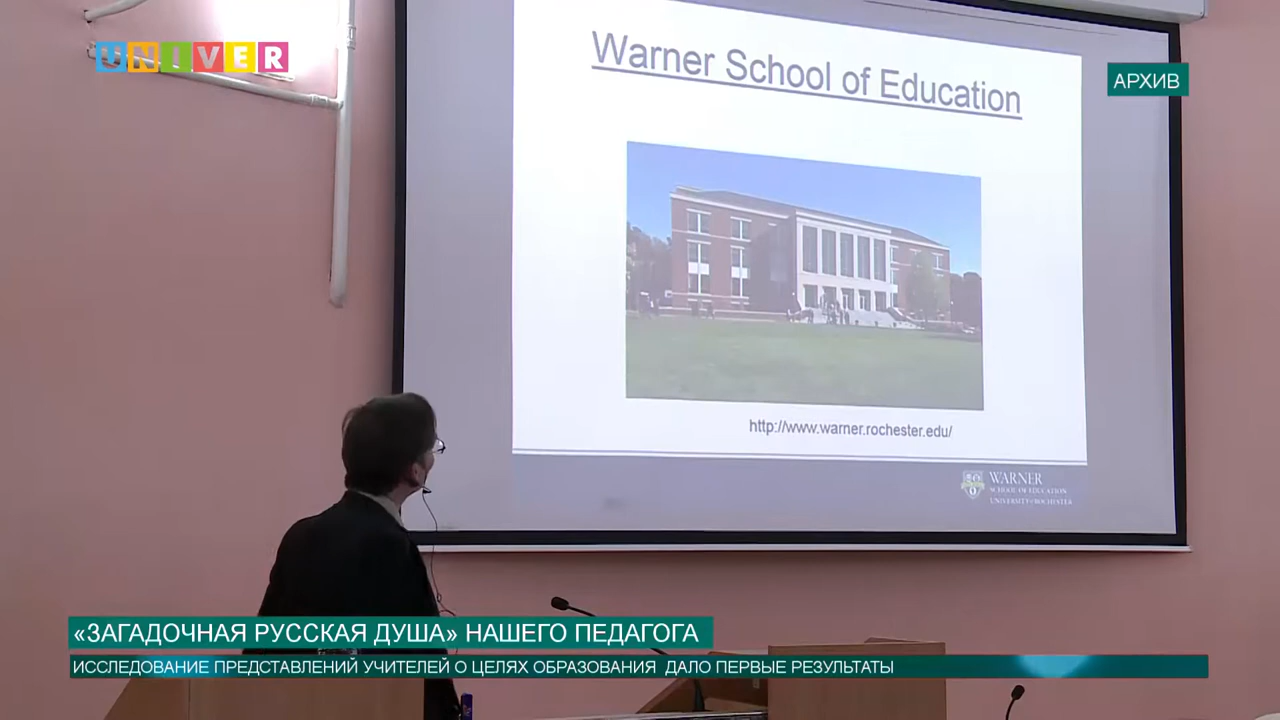 UNIVER
Warner School of Education
АРХИВ
http://www.warner.rochester.edu/
WARNER
SCHOOL OF EDUCATION
UNIVERSITY of ROCHESTER
«ЗАГАДОЧНАЯ РУССКАЯ ДУША» НАШЕГО ПЕДАГОГА
ИССЛЕДОВАНИЕ ПРЕДСТАВЛЕНИЙ УЧИТЕЛЕЙ О ЦЕЛЯХ ОБРАЗОВАНИЯ ДАЛО ПЕРВЫЕ РЕЗУЛЬТАТЫ